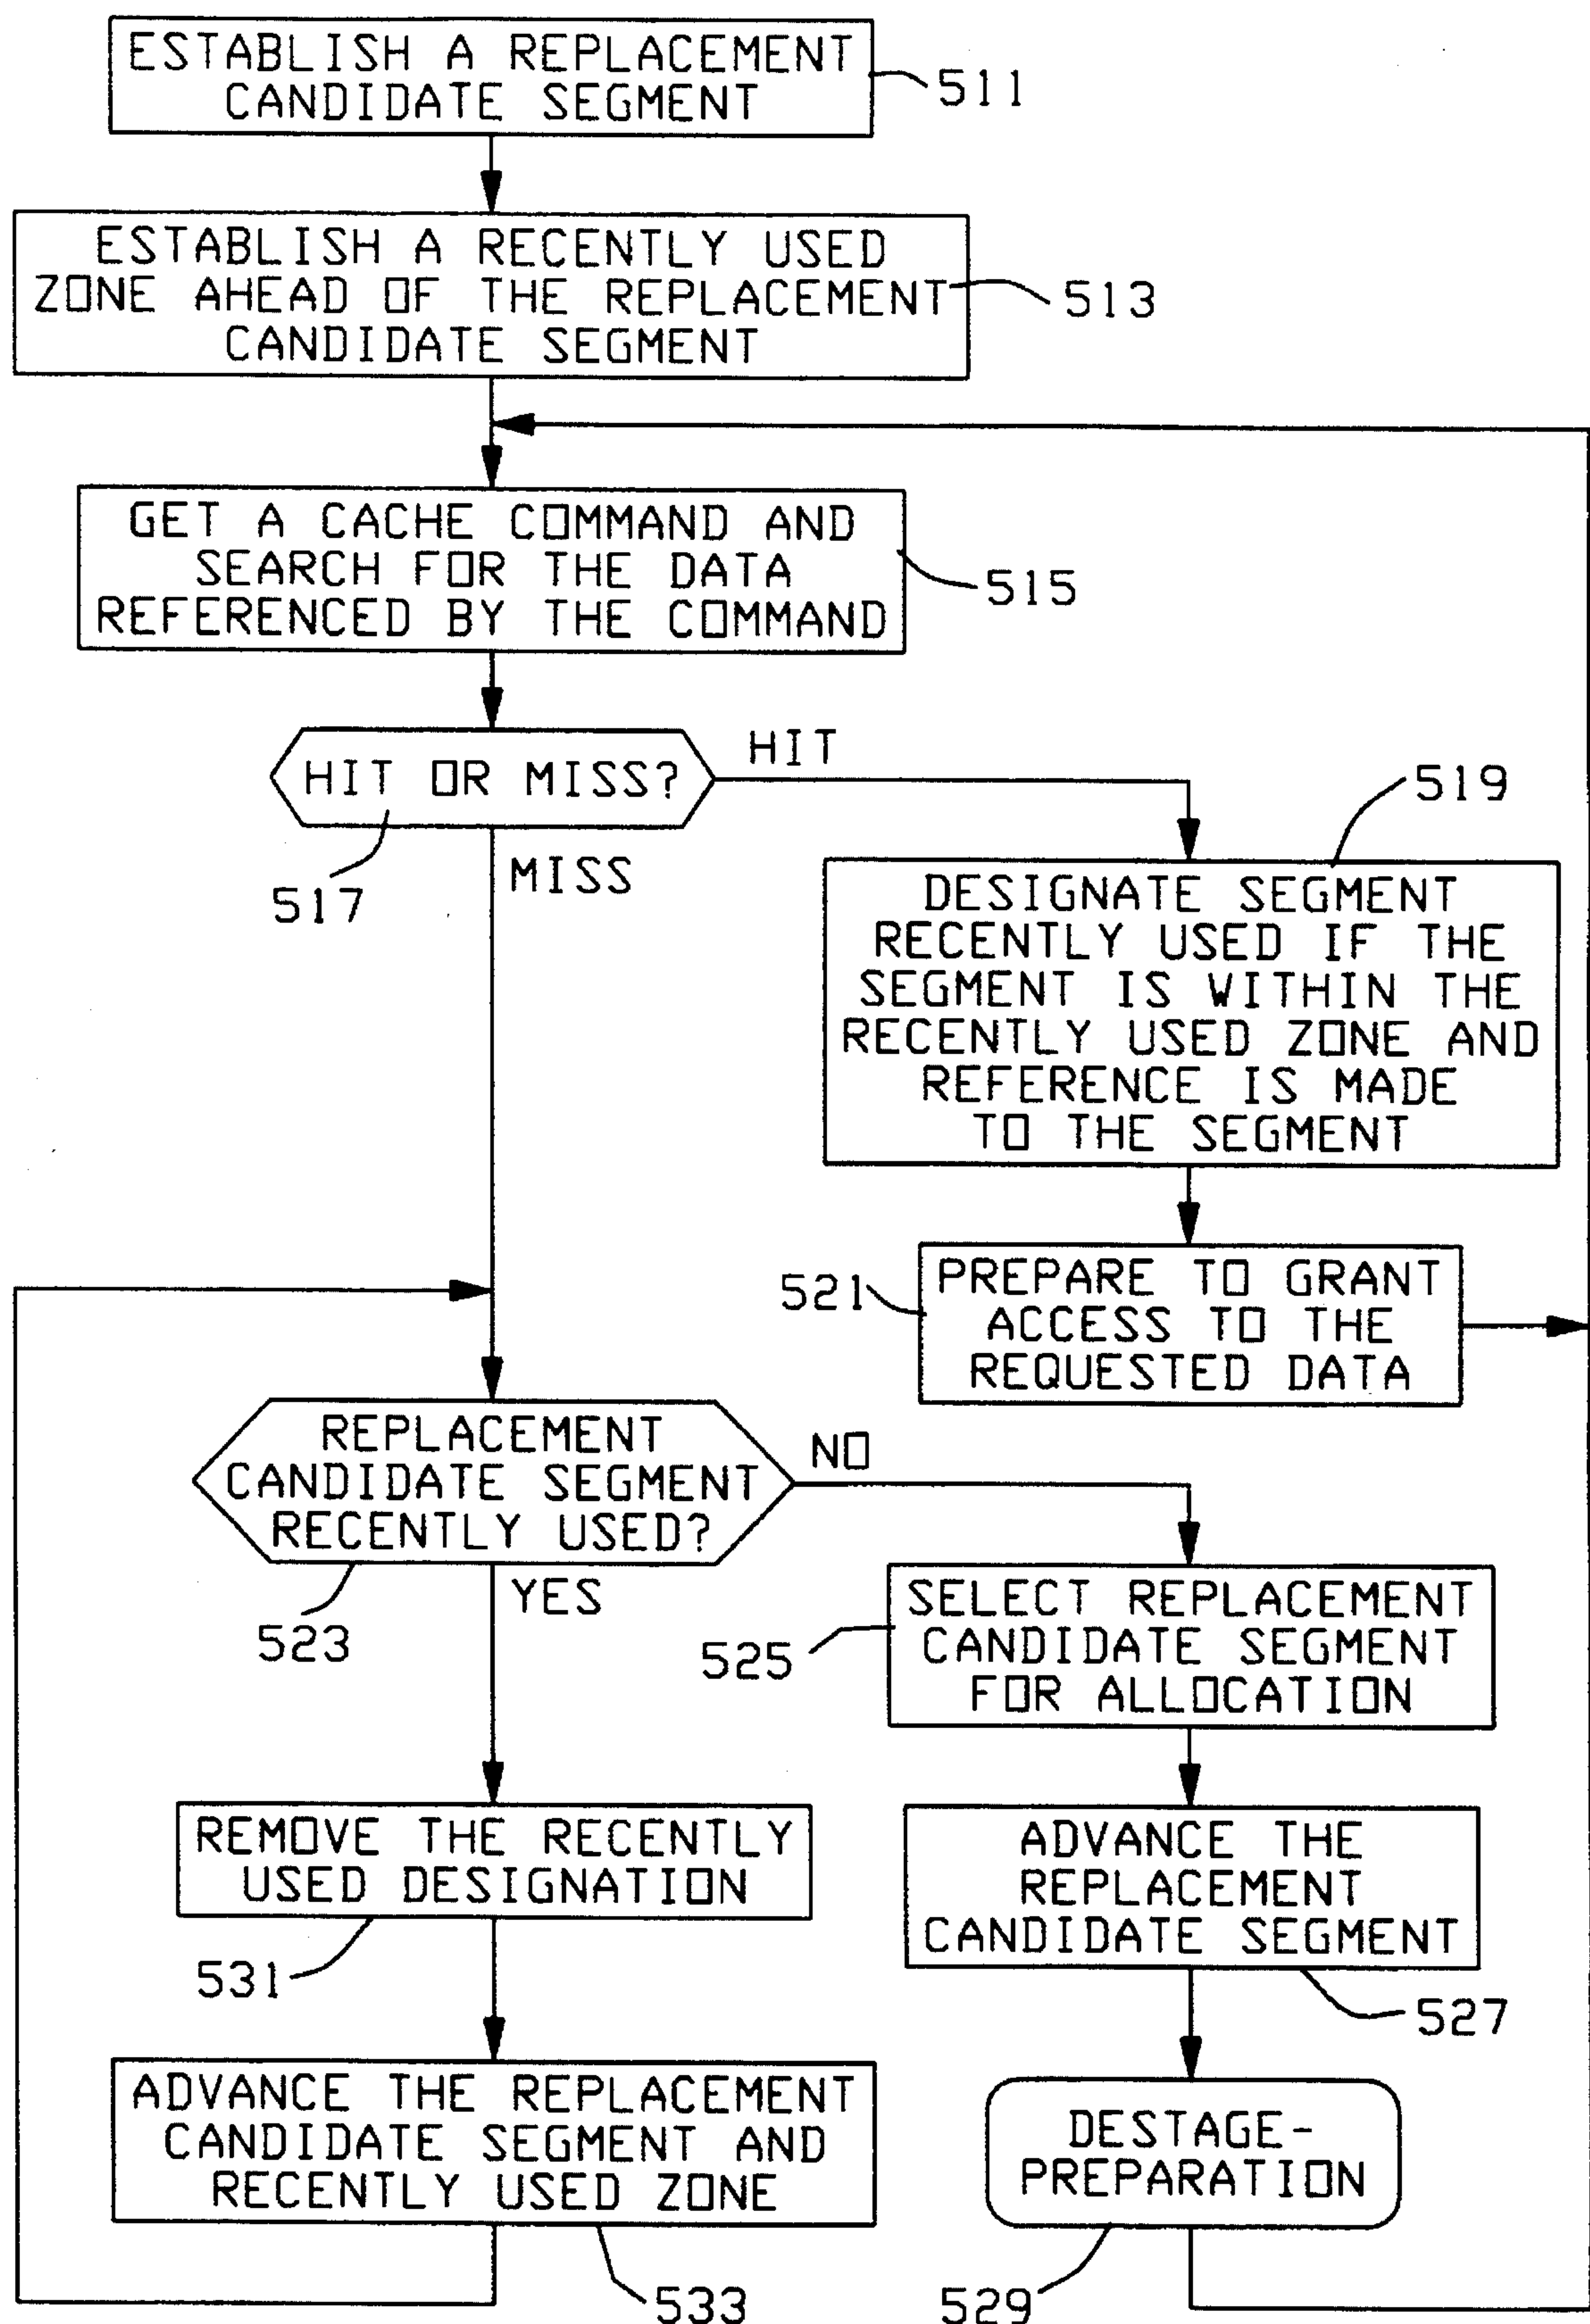 ESTABLISH A REPLACEMENT
CANDIDATE SEGMENT
511
ESTABLISH A RECENTLY USED
ZONE AHEAD OF THE REPLACEMENT
CANDIDATE SEGMENT
513
GET A CACHE COMMAND AND
SEARCH FOR THE DATA
REFERENCED BY THE COMMAND
515
HIT OR MISS?
517
HIT
MISS
519
DESIGNATE SEGMENT
RECENTLY USED IF THE
SEGMENT IS WITHIN THE
RECENTLY USED ZONE AND
REFERENCE IS MADE
TO THE SEGMENT
521
PREPARE TO GRANT
ACCESS TO THE
REQUESTED DATA
REPLACEMENT
CANDIDATE SEGMENT
RECENTLY USED?
523
NO
YES
525
SELECT REPLACEMENT
CANDIDATE SEGMENT
FOR ALLOCATION
REMOVE THE RECENTLY
USED DESIGNATION
531
ADVANCE THE
REPLACEMENT
CANDIDATE SEGMENT
527
ADVANCE THE REPLACEMENT
CANDIDATE SEGMENT AND
RECENTLY USED ZONE
533
DESTAGE-
PREPARATION
529